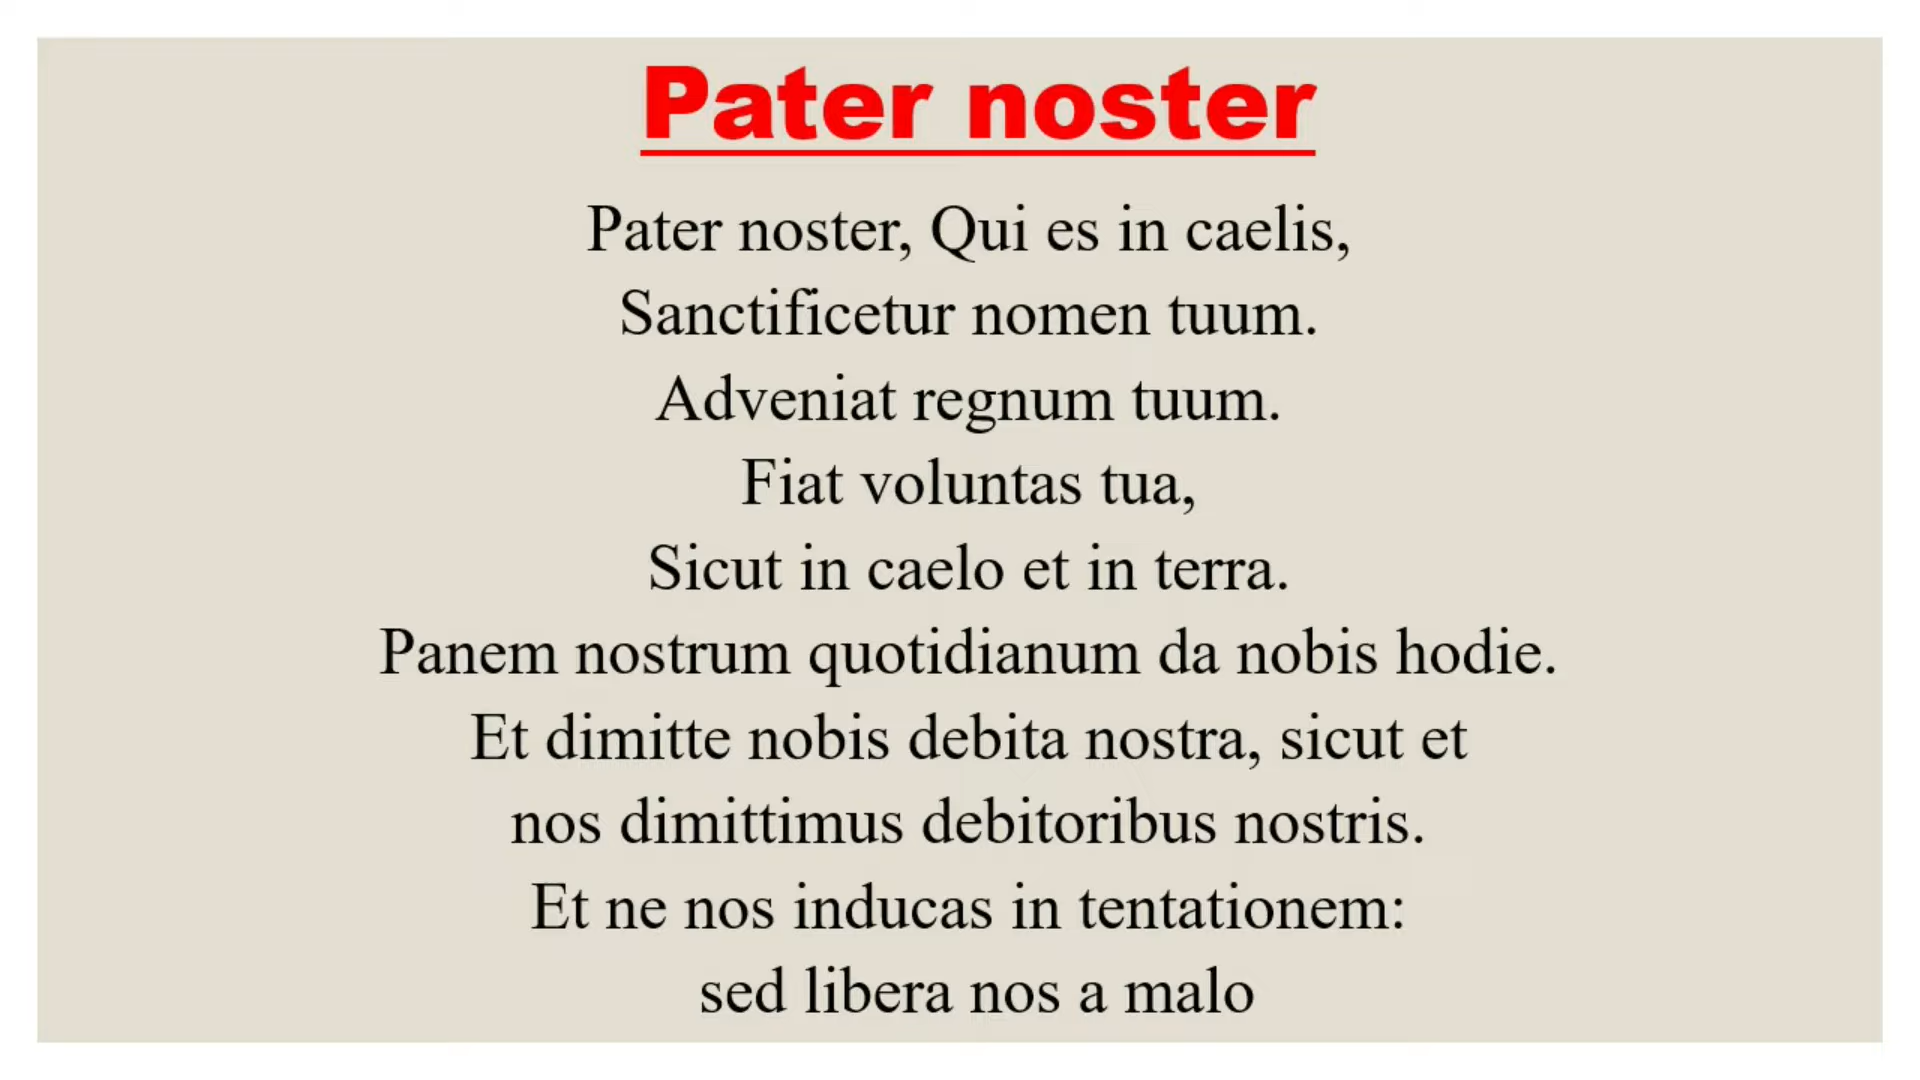 Pater noster
Pater noster, Qui es in caelis,
Sanctificetur nomen tuum.
Adveniat regnum tuum.
Fiat voluntas tua,
Sicut in caelo et in terra.
Panem nostrum quotidianum da nobis hodie.
Et dimitte nobis debita nostra, sicut et
nos dimittimus debitoribus nostris.
Et ne nos inducas in tentationem:
sed libera nos a malo